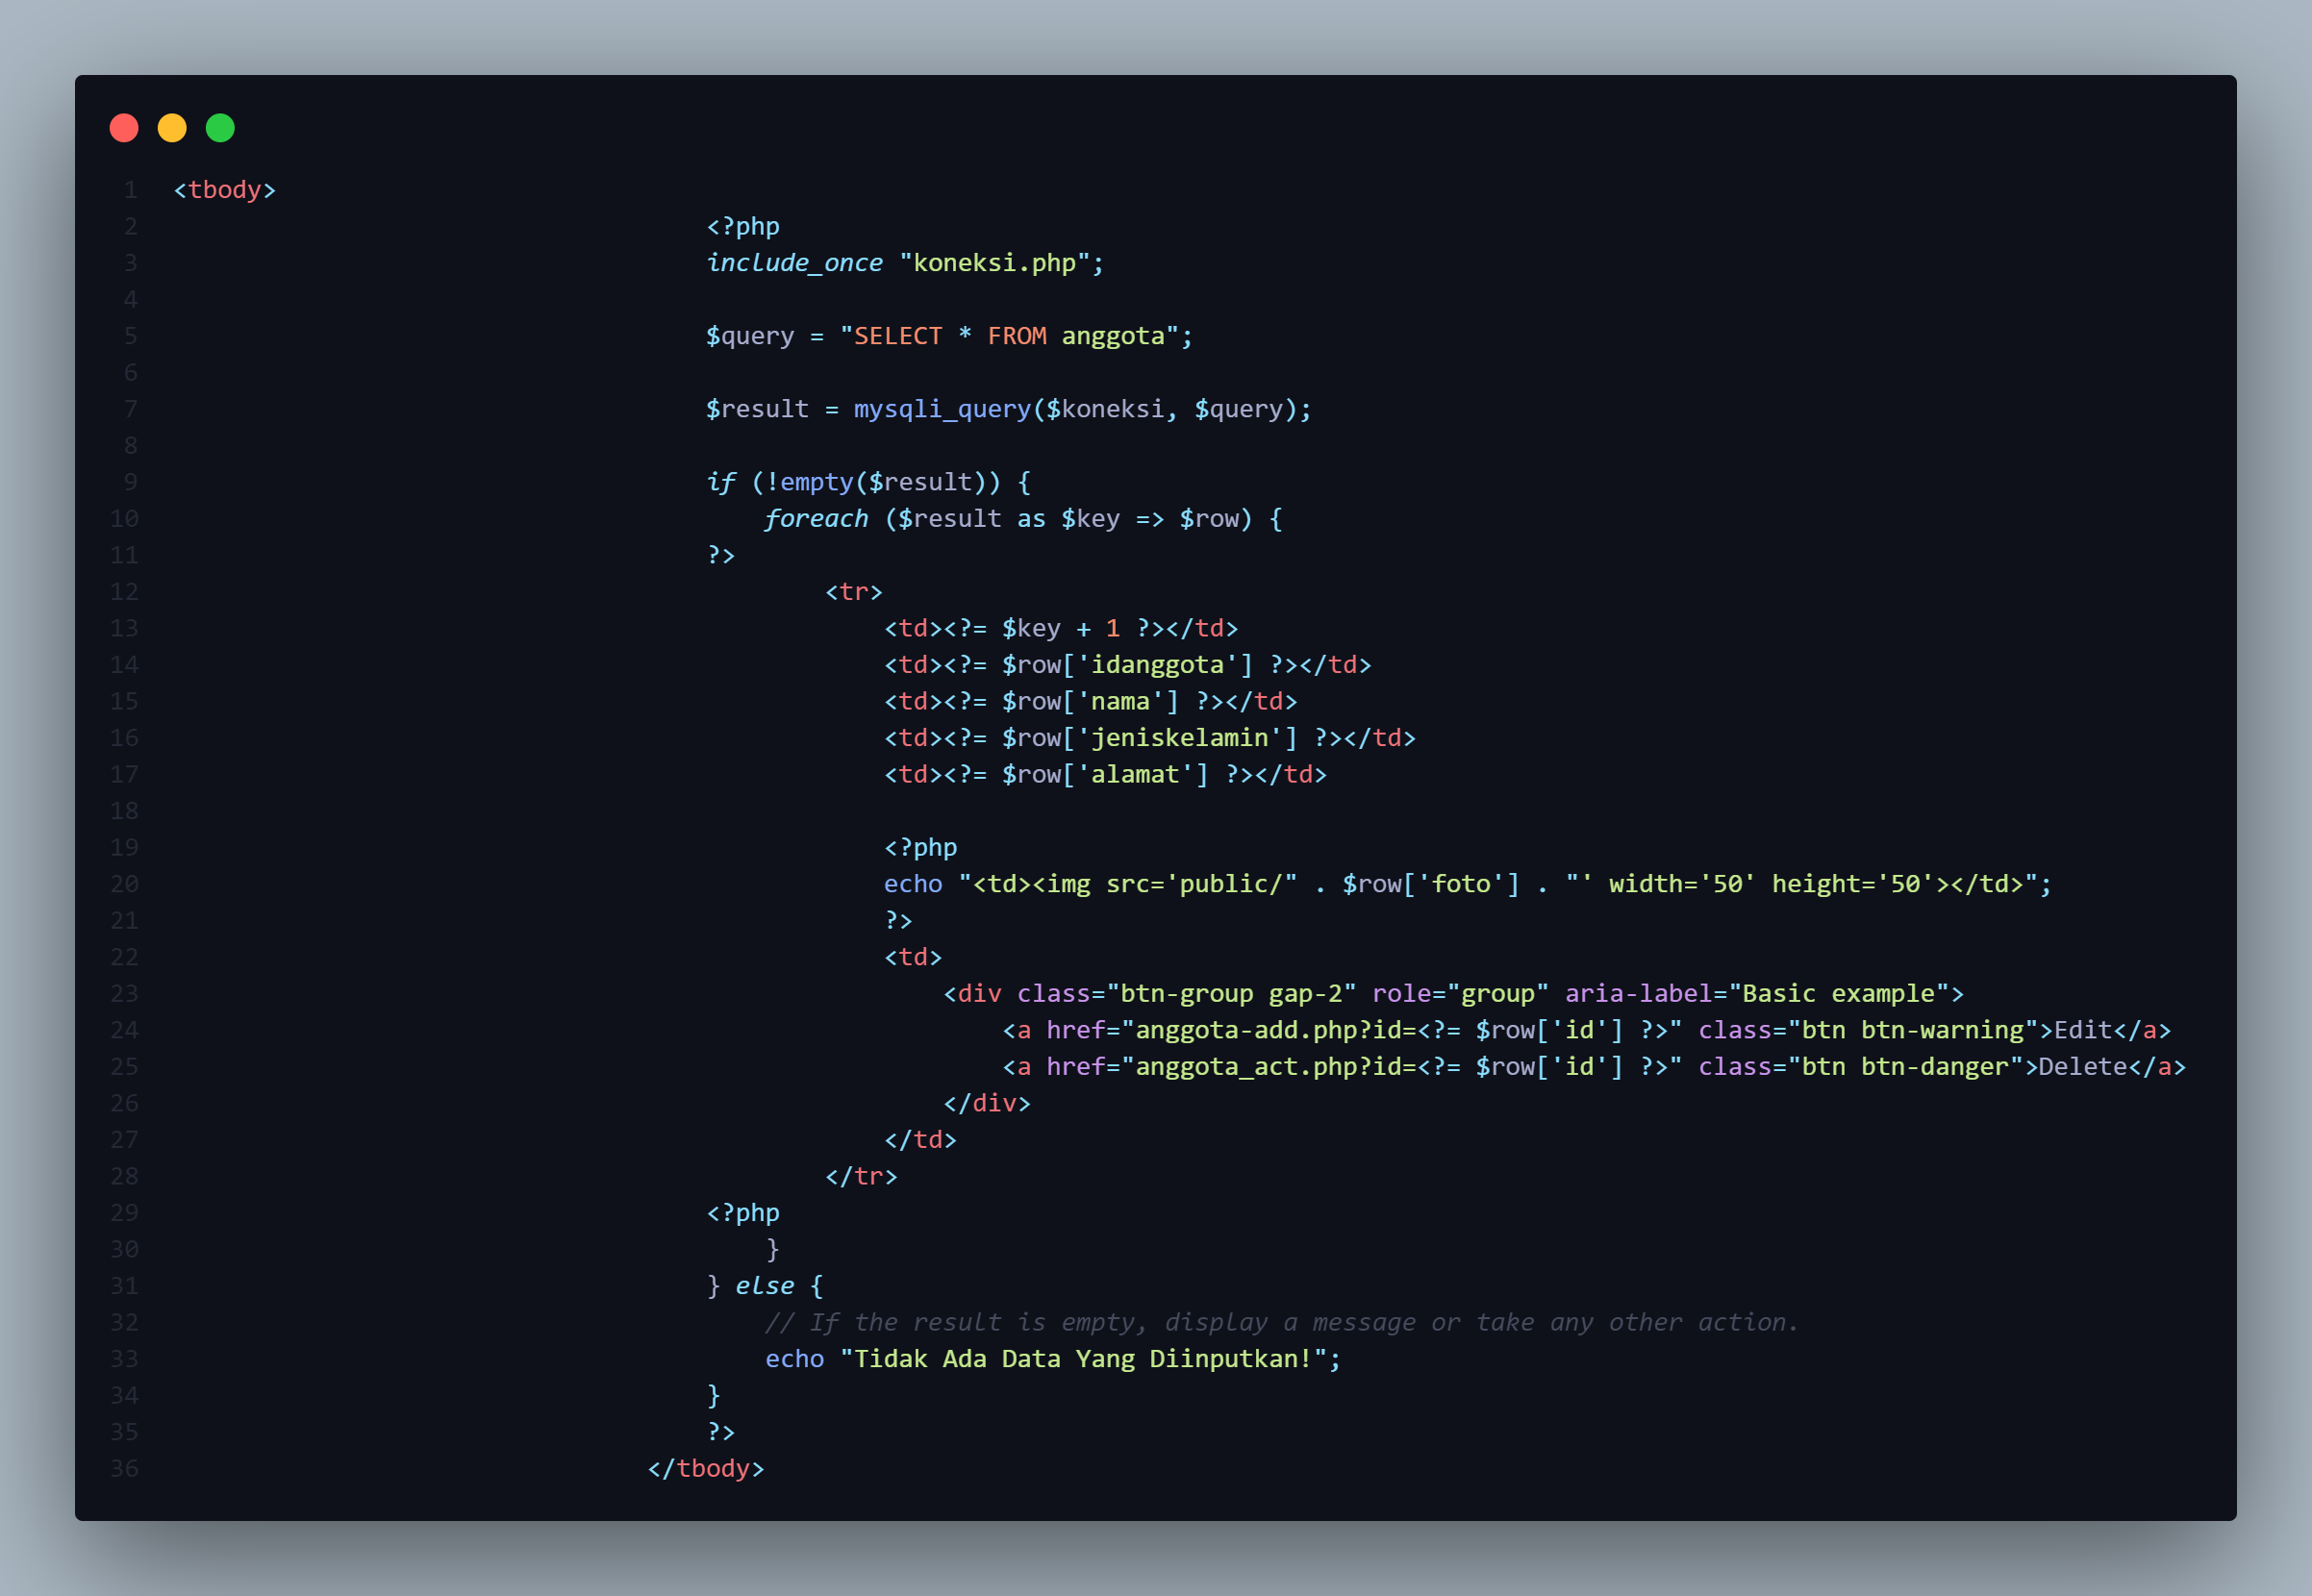 1 <tbody>
2 <?php
3 include_once "koneksi.php";
4
5 $query = "SELECT * FROM anggota";
6
7 $result = mysqli_query($koneksi, $query);
8
9 if (!empty($result)) {
10 foreach ($result as $key => $row) {
11 ?>
12 <tr>
13 <td><?= $key + 1 ?></td>
14 <td><?= $row['idanggota'] ?></td>
15 <td><?= $row['nama'] ?></td>
16 <td><?= $row['jeniskelamin'] ?></td>
17 <td><?= $row['alamat'] ?></td>
18
19 <?php
20 echo "<td><img src='public/" . $row['foto'] . "' width='50' height='50'></td>";
21 ?>
22 <td>
23 <div class="btn-group gap-2" role="group" aria-label="Basic example">
24 <a href="anggota-add.php?id=<?= $row['id'] ?>" class="btn btn-warning">Edit</a>
25 <a href="anggota_act.php?id=<?= $row['id'] ?>" class="btn btn-danger">Delete</a>
26 </div>
27 </td>
28 </tr>
29 <?php
30 }
31 } else {
32 // If the result is empty, display a message or take any other action.
33 echo "Tidak Ada Data Yang Diinputkan!";
34 }
35 ?>
36 </tbody>